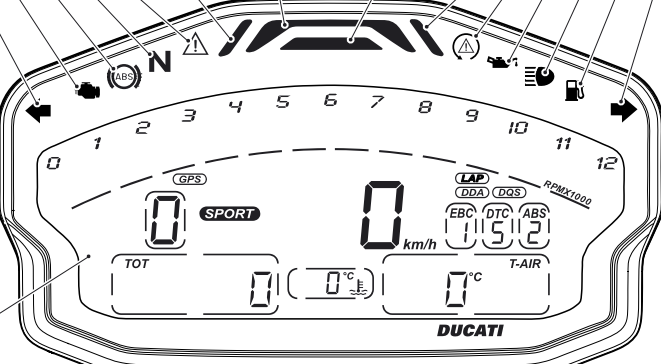 ABS N
0 1 2 3 4 5 6 7 8 9 10 11 12
RPMX1000
GPS
0 SPORT 0 km/h
LAP
DDA DQS
EBC DTC ABS
1 5 2
TOT T-AIR
0 0 °C 0 °C
DUCATI